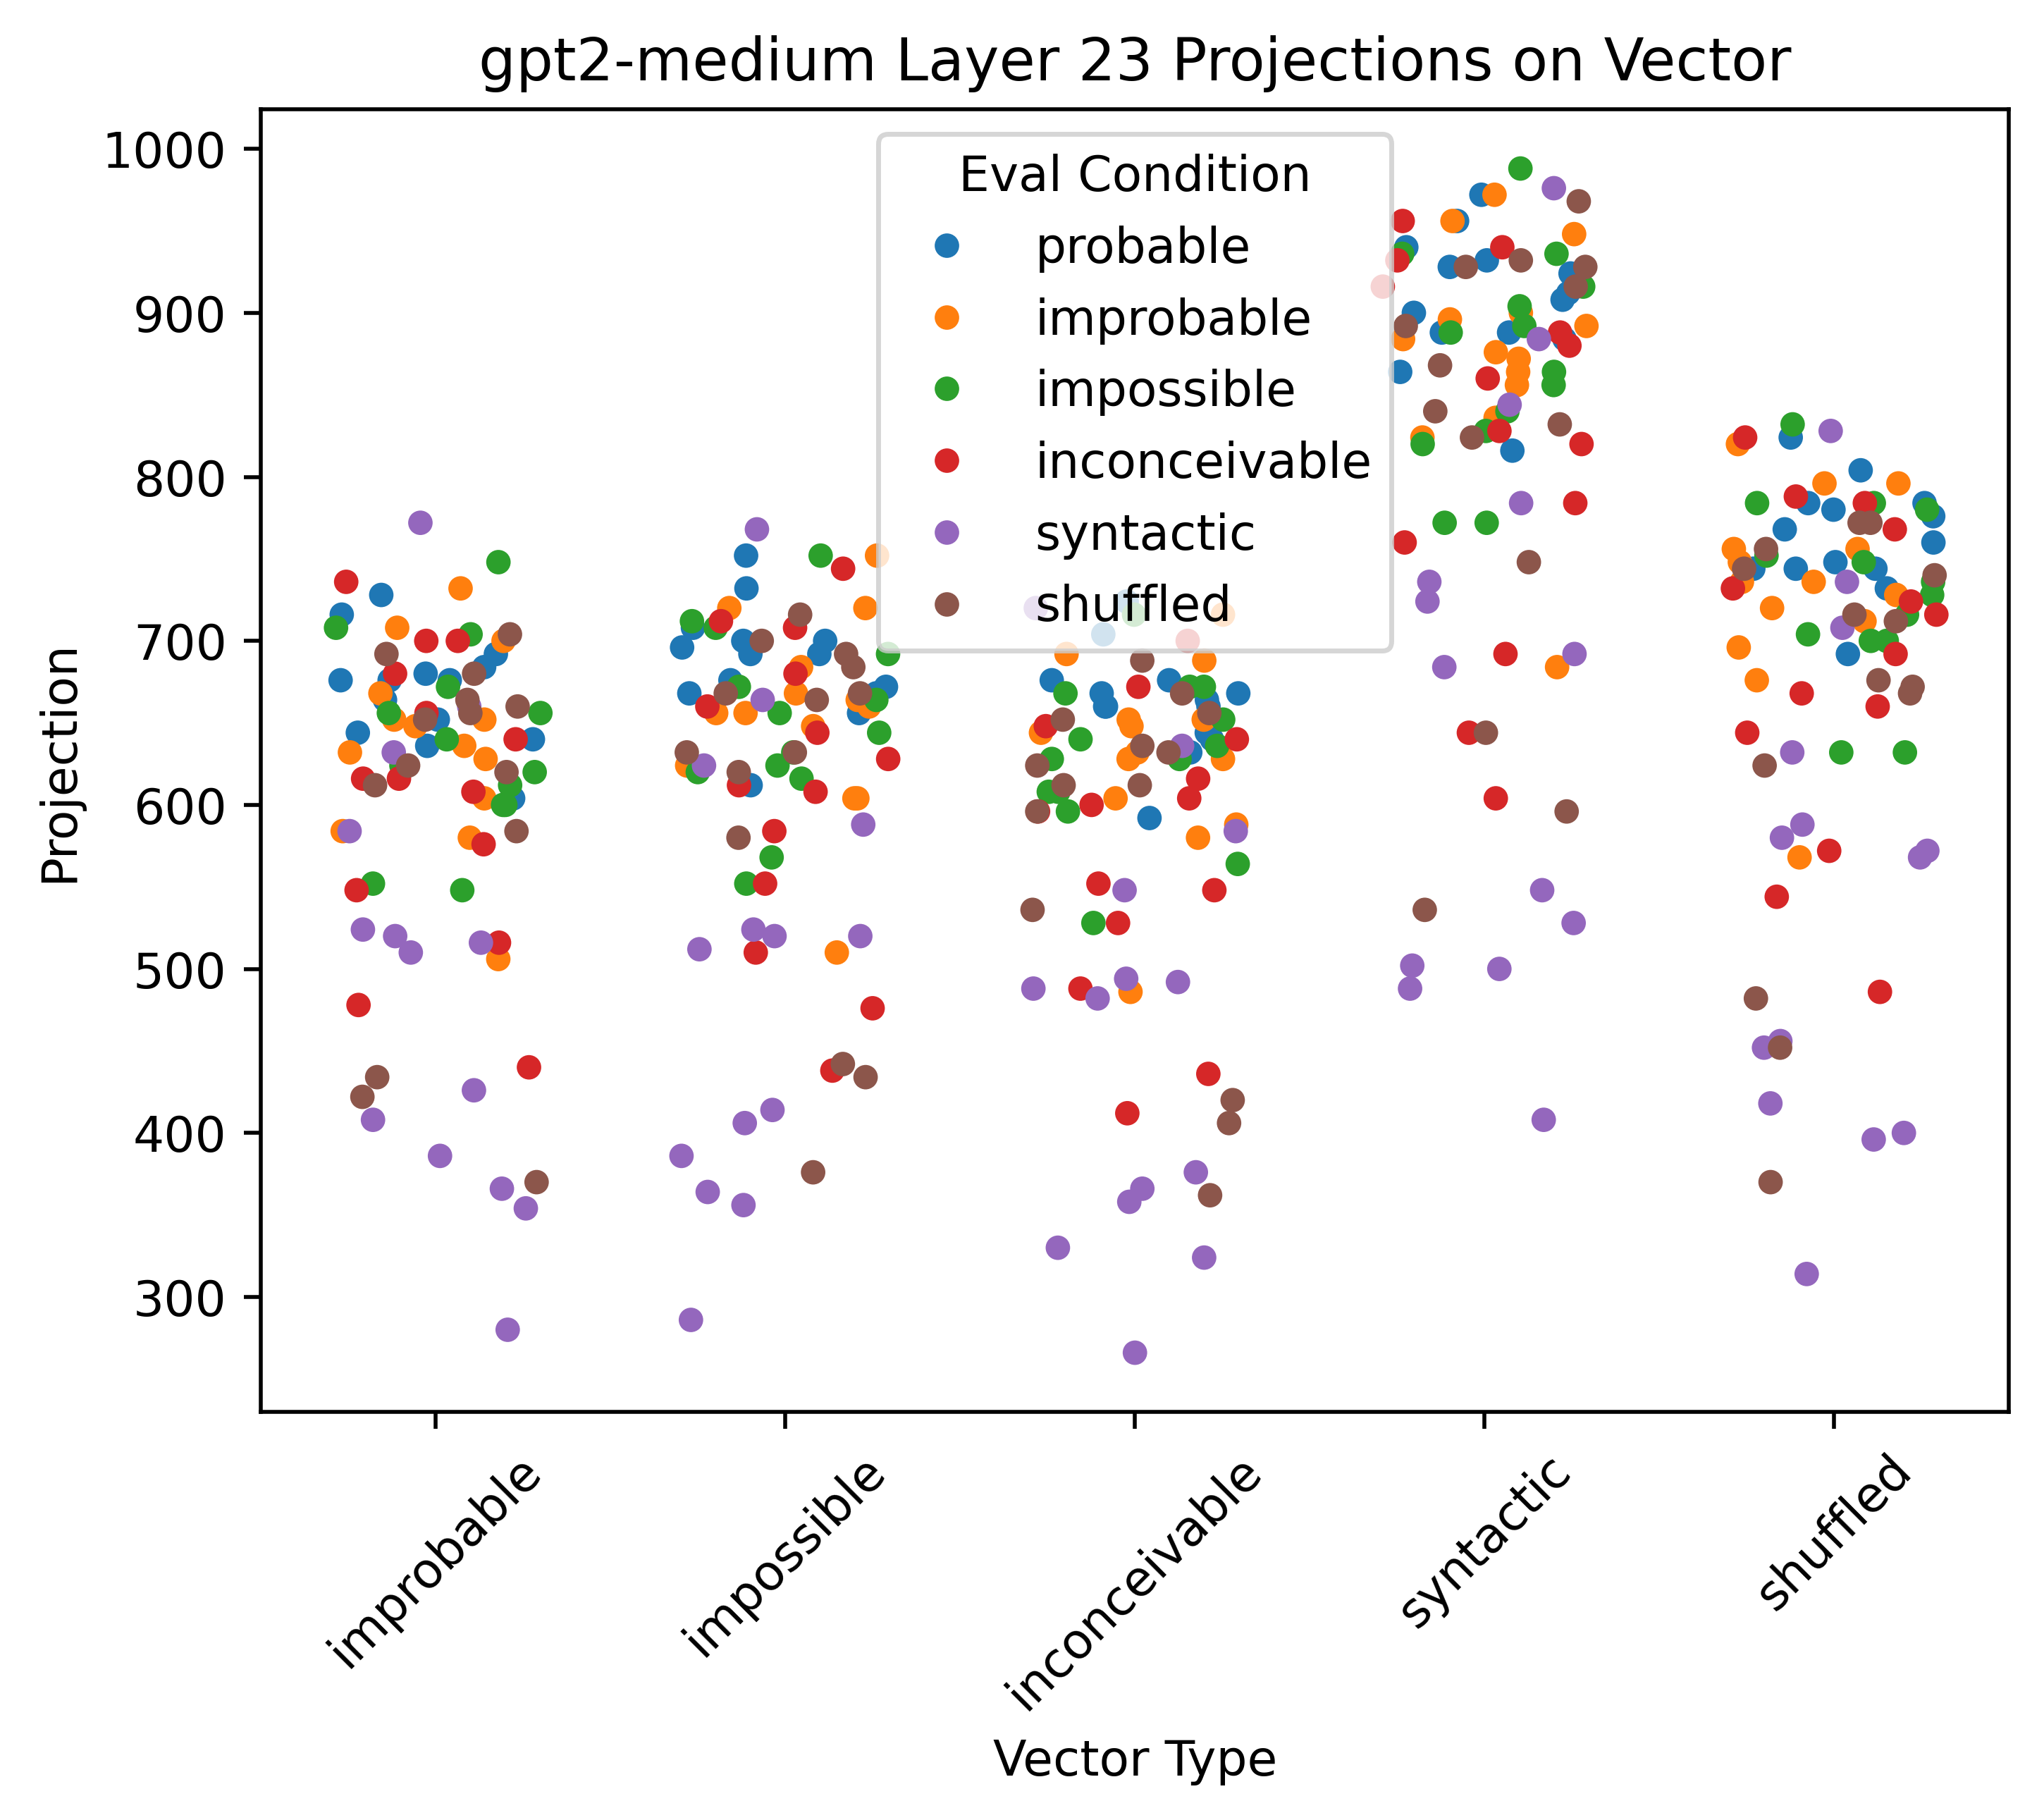 gpt2-medium Layer 23 Projections on Vector
Projection
1000
900
800
700
600
500
400
300
Eval Condition
probable
improbable
impossible
inconceivable
syntactic
shuffled
improbable
impossible
inconceivable
syntactic
shuffled
Vector Type